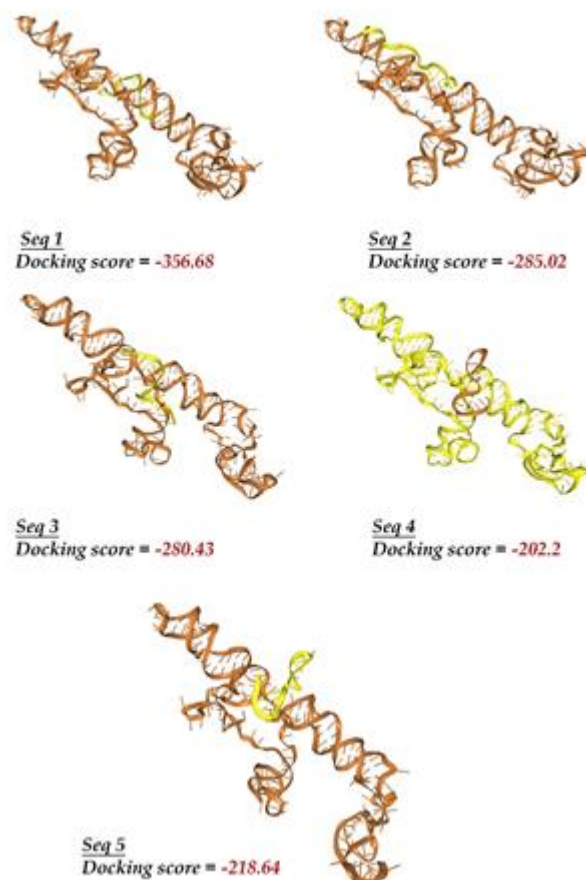 Seq 1
Docking score = -356.68
Seq 2
Docking score = -285.02
Seq 3
Docking score = -280.43
Seq 4
Docking score = -202.2
Seq 5
Docking score = -218.64